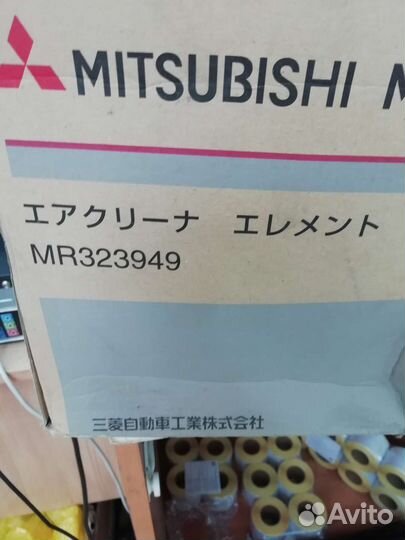 MITSUBISHI M
エアクリーナ　エレメント
MR323949
三菱自動車工業株式会社
Avito